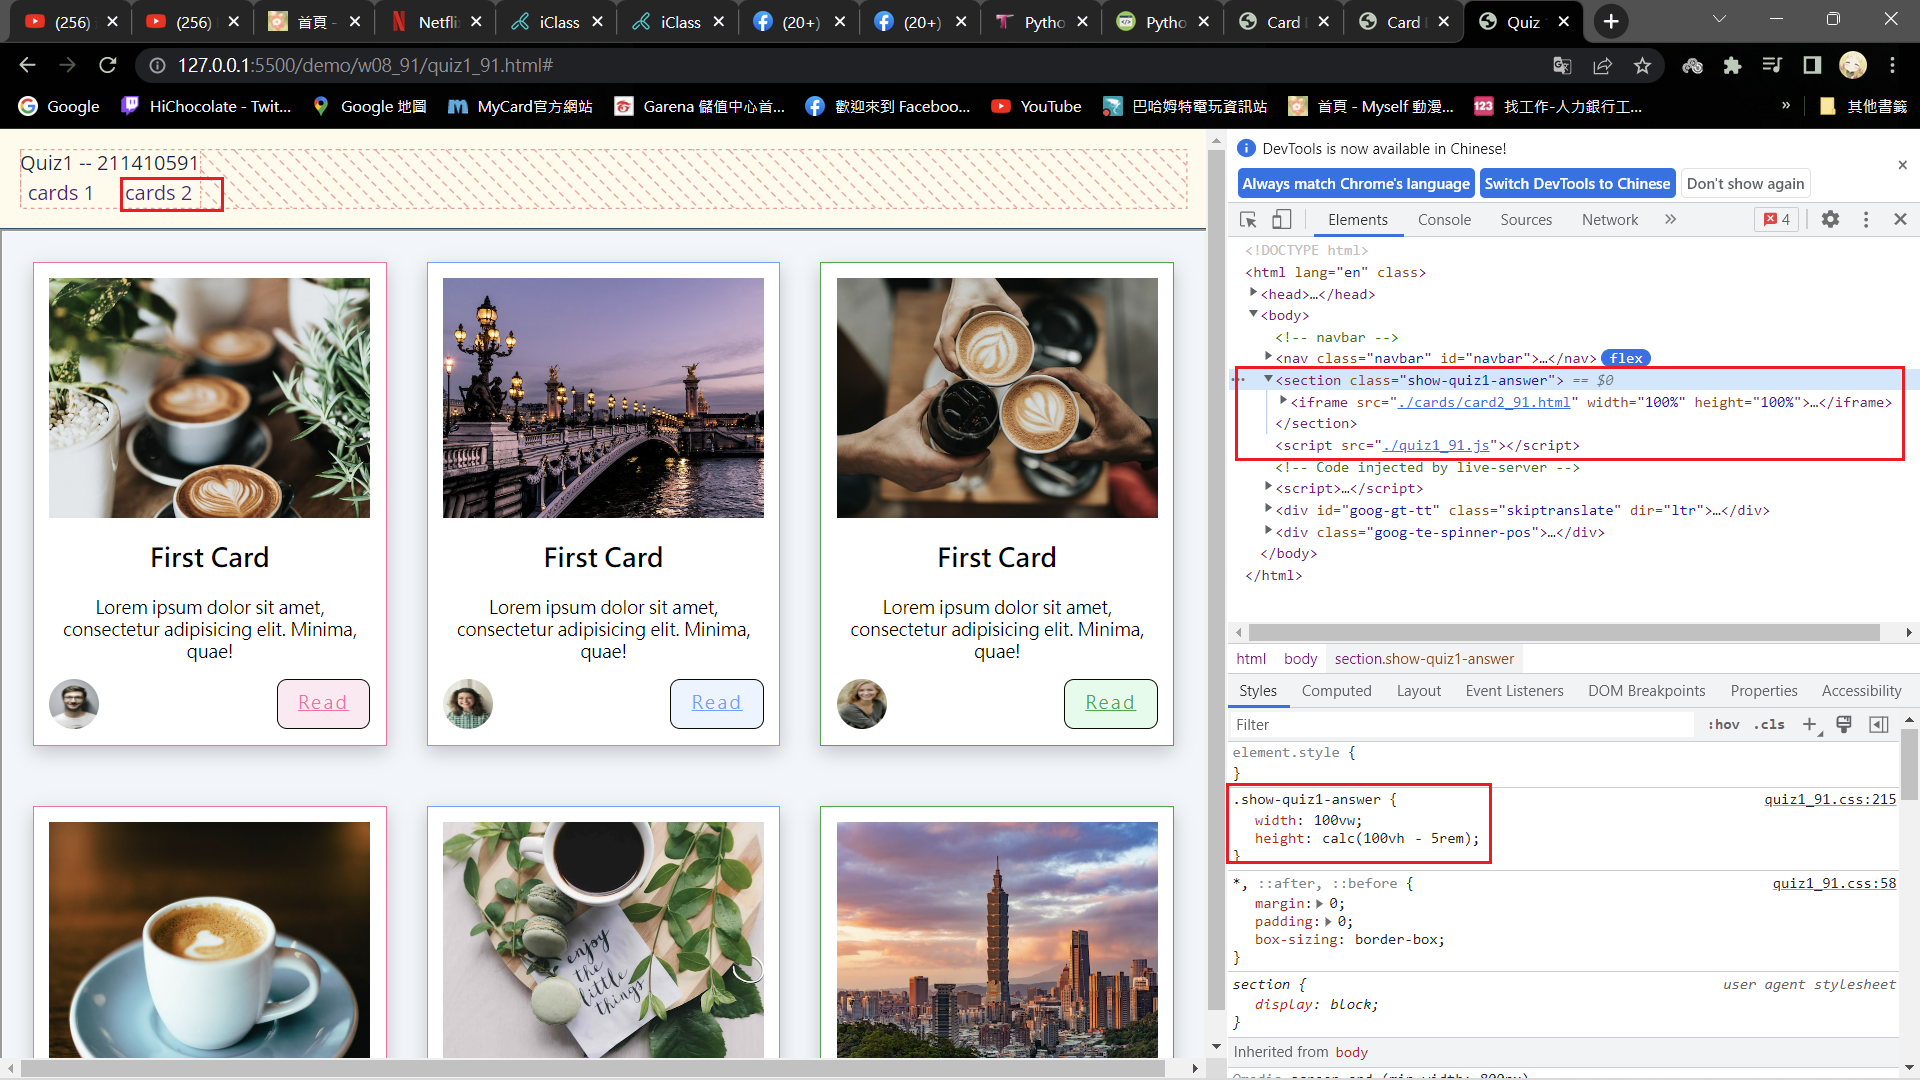 (256)
(256)
首頁 -
Netfli
iClass
iClass
(20+)
(20+)
Pytho
Pytho
Card
Card
Quiz
127.0.0.1:5500/demo/w08_91/quiz1_91.html#
Google
HiChocolate - Twit...
Google 地圖
MyCard官方網站
Garena 儲值中心首...
歡迎來到 Faceboo...
YouTube
巴哈姆特電玩資訊站
首頁 - Myself 動漫...
123
找工作-人力銀行工...
»
其他書籤
Quiz1 -- 211410591
cards 1
cards 2
First Card
First Card
First Card
Lorem ipsum dolor sit amet,
consectetur adipisicing elit. Minima,
quae!
Lorem ipsum dolor sit amet,
consectetur adipisicing elit. Minima,
quae!
Lorem ipsum dolor sit amet,
consectetur adipisicing elit. Minima,
quae!
Read
Read
Read
enjoy
the
little
things
DevTools is now available in Chinese!
Always match Chrome's language
Switch DevTools to Chinese
Don't show again
Elements
Console
Sources
Network
»
4
<!DOCTYPE html>
<html lang="en" class>
<head>…</head>
<body>
<!-- navbar -->
<nav class="navbar" id="navbar">…</nav> flex
<section class="show-quiz1-answer"> == $0
<iframe src="./cards/card2_91.html" width="100%" height="100%">…</iframe>
</section>
<script src="./quiz1_91.js"></script>
<!-- Code injected by live-server -->
<script>…</script>
<div id="goog-gt-tt" class="skiptranslate" dir="ltr">…</div>
<div class="goog-te-spinner-pos">…</div>
</body>
</html>
html
body
section.show-quiz1-answer
Styles
Computed
Layout
Event Listeners
DOM Breakpoints
Properties
Accessibility
Filter
:hov
.cls
element.style {
}
.show-quiz1-answer {
quiz1_91.css:215
width: 100vw;
height: calc(100vh - 5rem);
}
*, ::after, ::before {
quiz1_91.css:58
margin: 0;
padding: 0;
box-sizing: border-box;
}
section {
user agent stylesheet
display: block;
}
Inherited from body
@media screen and (min-width: 800px)